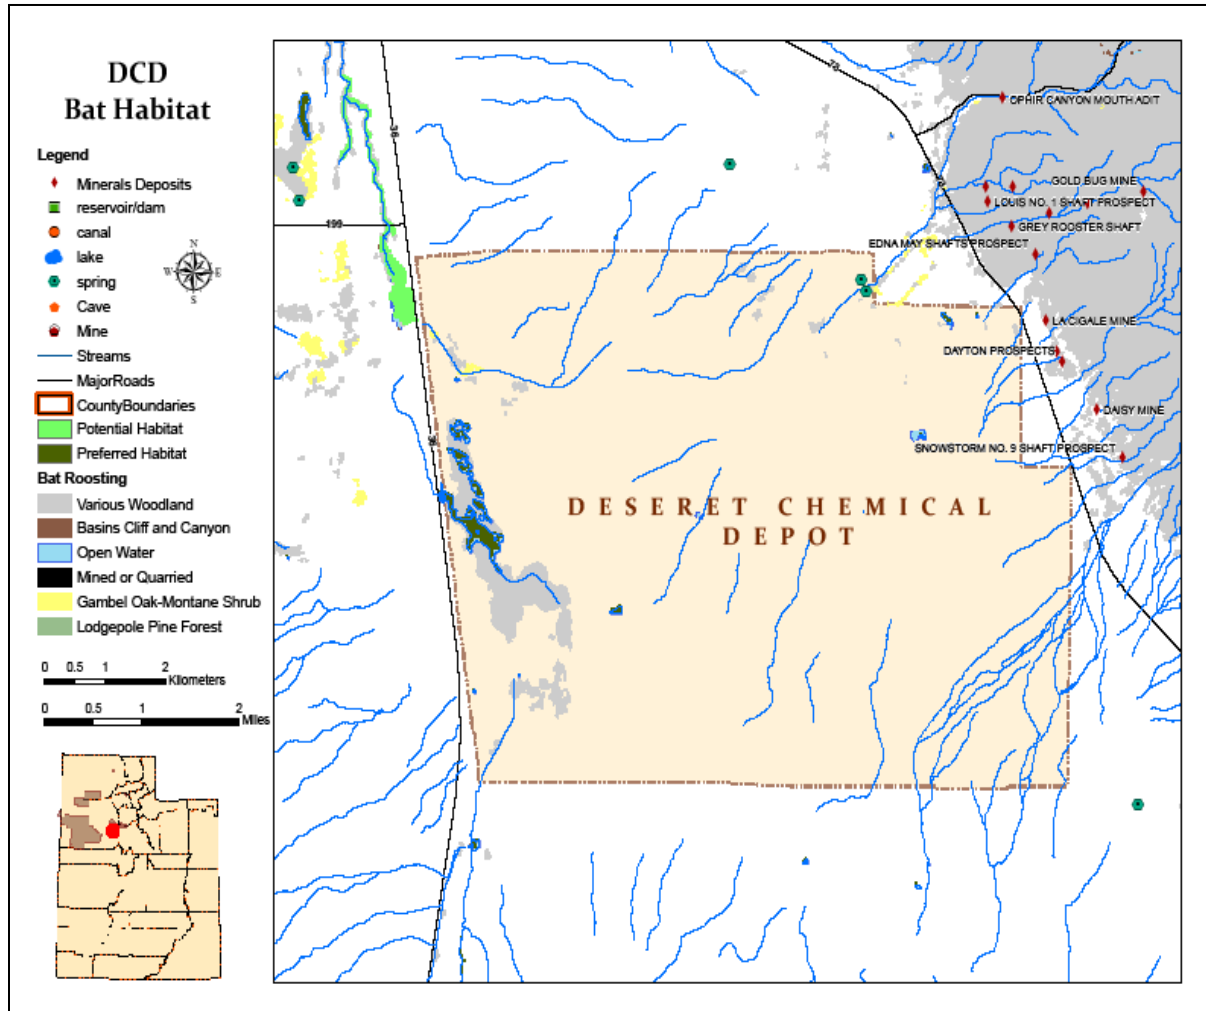 DCD
Bat Habitat
Legend
Minerals Deposits
reservoir/dam
canal
lake
spring
Cave
Mine
Streams
MajorRoads
CountyBoundaries
Potential Habitat
Preferred Habitat
Bat Roosting
Various Woodland
Basins Cliff and Canyon
Open Water
Mined or Quarried
Gambel Oak-Montane Shrub
Lodgepole Pine Forest
N
W E
S
0 0.5 1 2
Kilometers
0 0.5 1 2
Miles
36
199
36
73
73
OPHIR CANYON MOUTH ADIT
GOLD BUG MINE
LOUIS NO. 1 SHAFT PROSPECT
GREY ROOSTER SHAFT
EDNA MAY SHAFTS PROSPECT
LA CIGALE MINE
DAYTON PROSPECTS
DAISY MINE
SNOWSTORM NO. 9 SHAFT PROSPECT
DESERET CHEMICAL
DEPOT